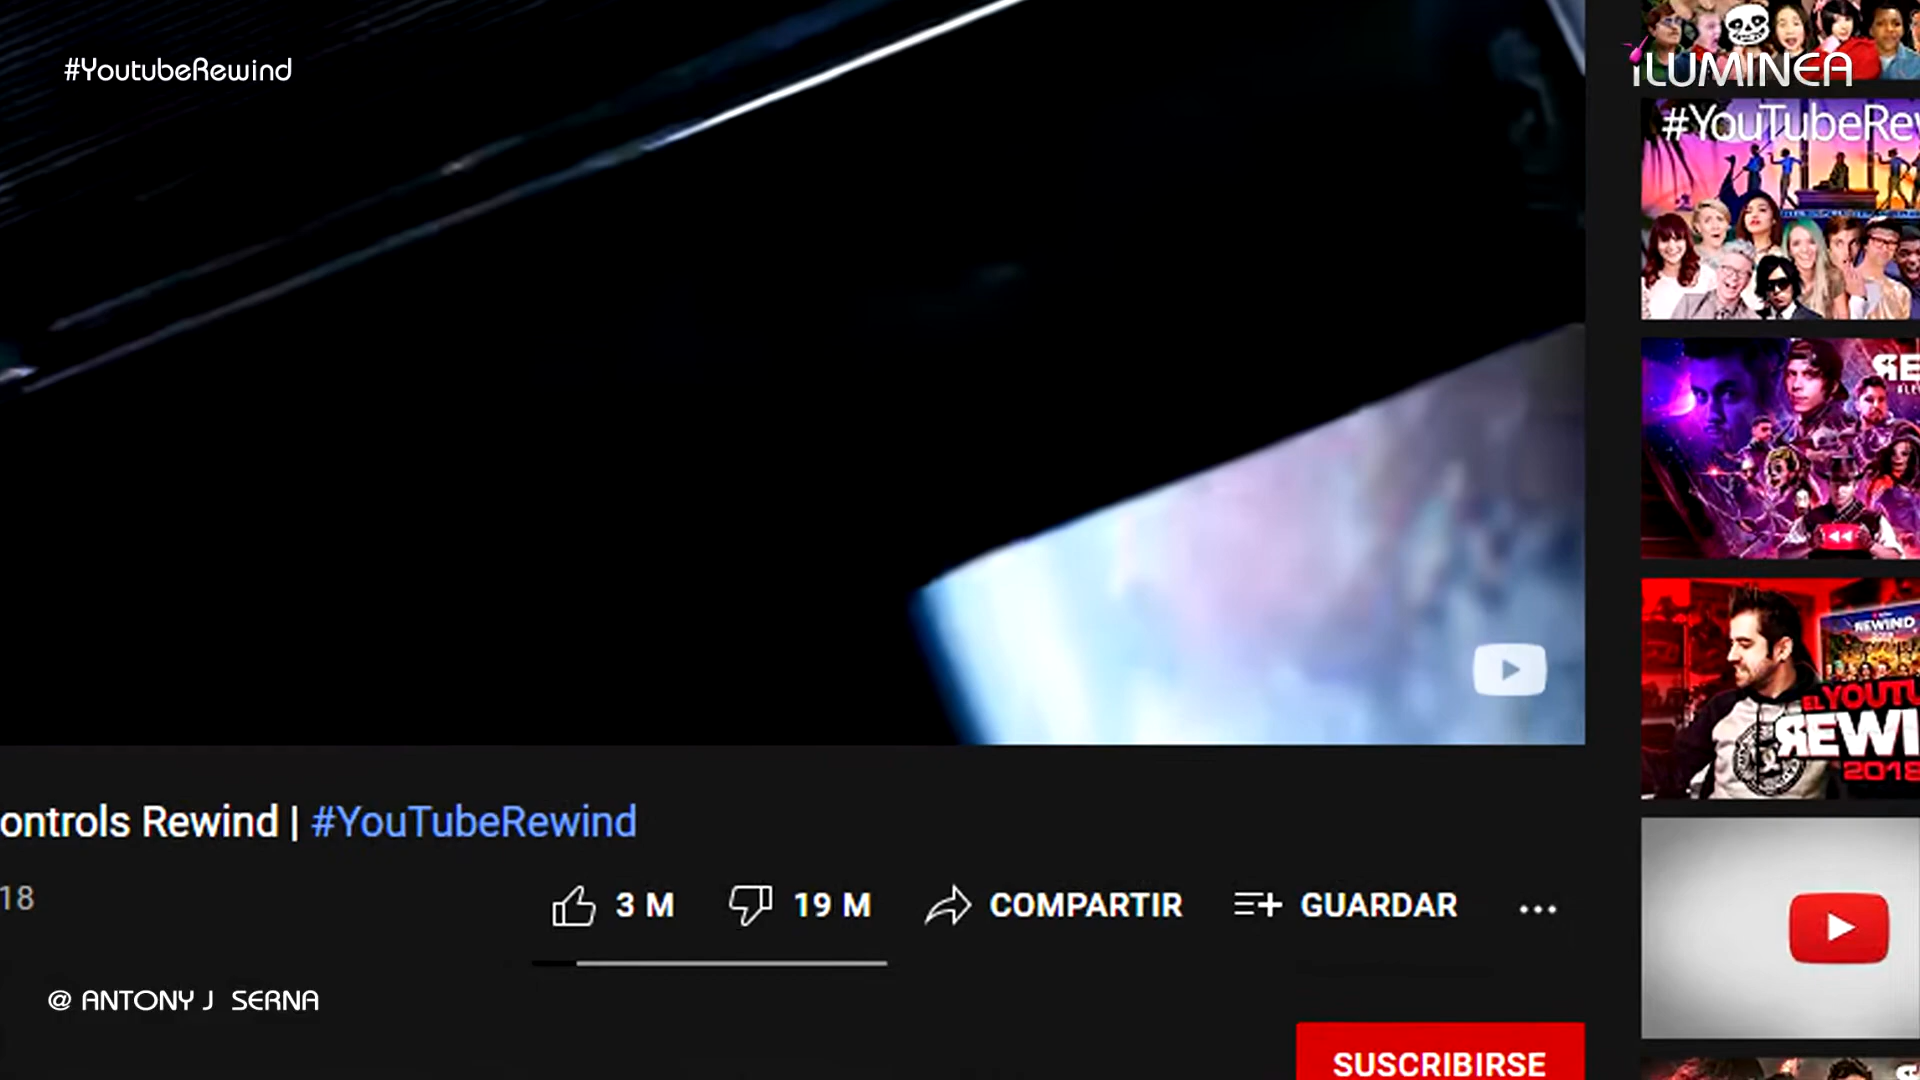 #YoutubeRewind
iLUMINEA
#YouTubeRew
REWIND
EL YOUTU
REWI
2018
ontrols Rewind | #YouTubeRewind
18
3 M
19 M
COMPARTIR
GUARDAR
@ ANTONY J SERNA
SUSCRIBIRSE